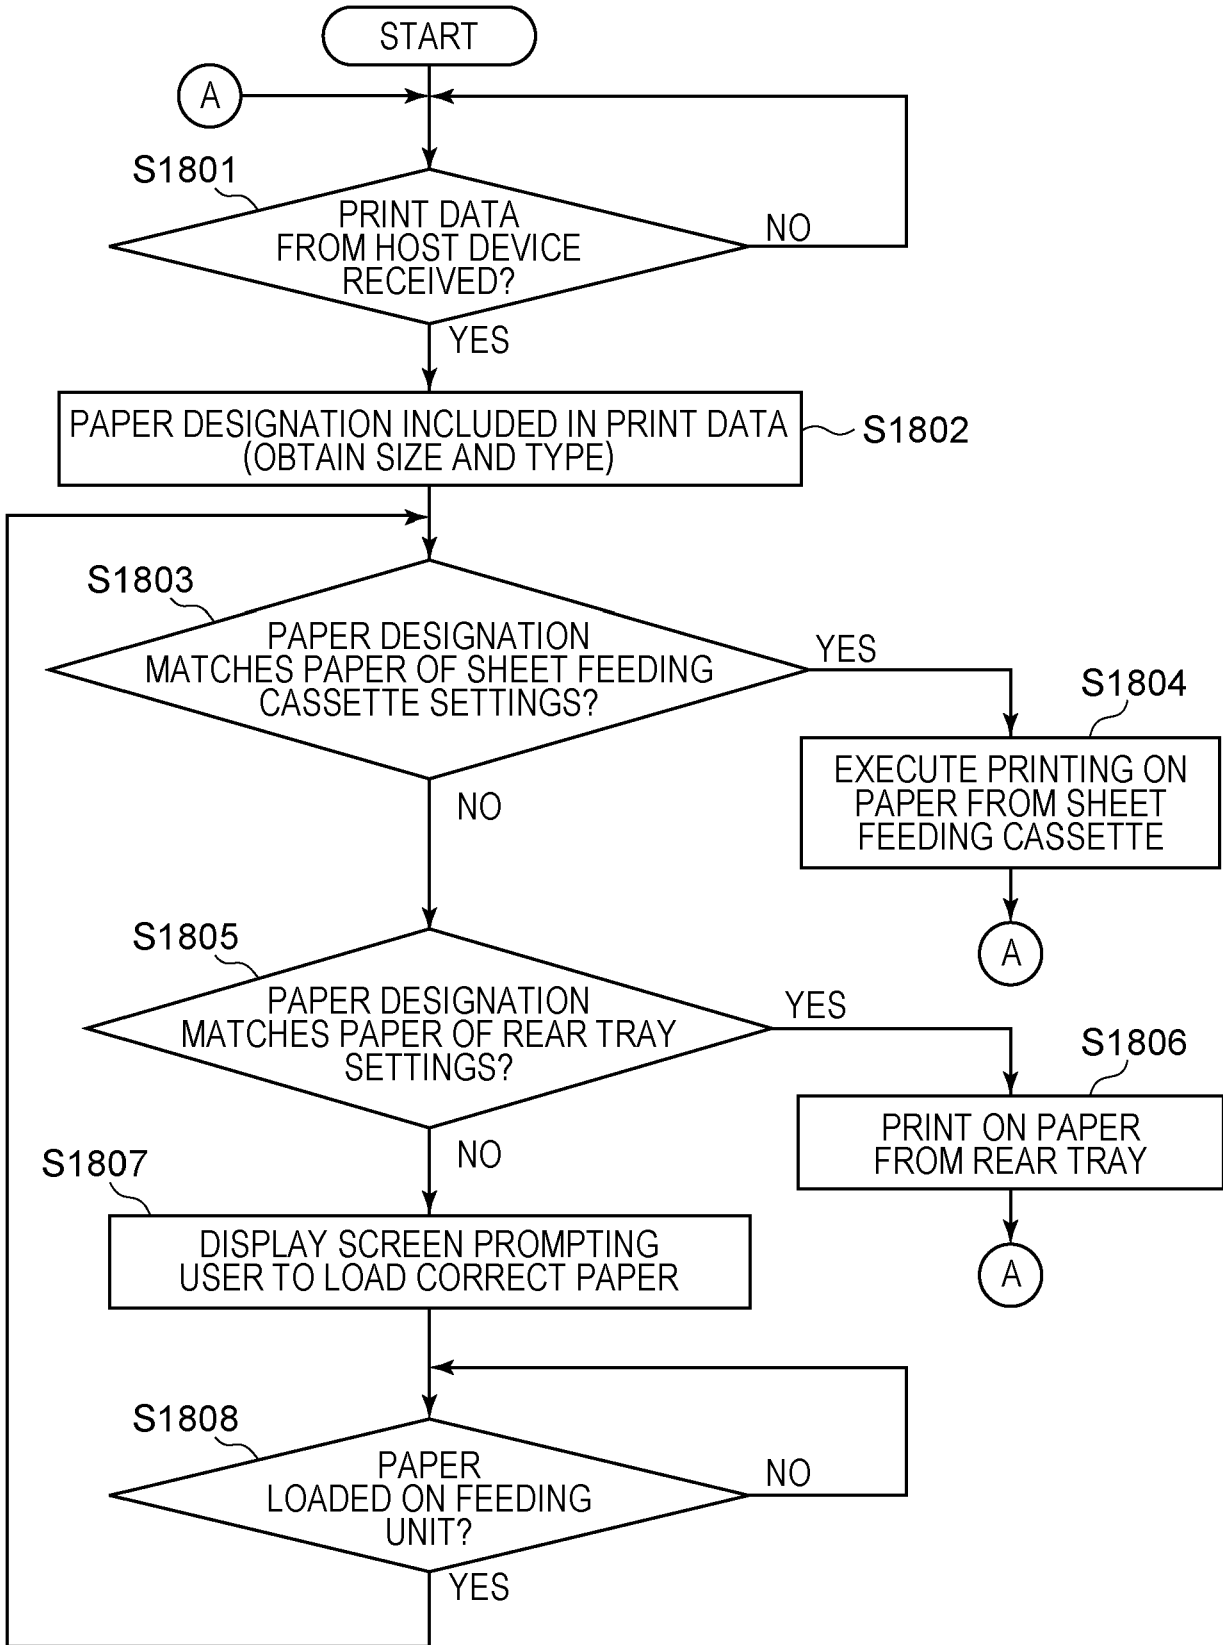 START
A
S1801
PRINT DATA
FROM HOST DEVICE
RECEIVED?
NO
YES
PAPER DESIGNATION INCLUDED IN PRINT DATA
(OBTAIN SIZE AND TYPE)
S1802
S1803
PAPER DESIGNATION
MATCHES PAPER OF SHEET FEEDING
CASSETTE SETTINGS?
YES
NO
S1804
EXECUTE PRINTING ON
PAPER FROM SHEET
FEEDING CASSETTE
A
S1805
PAPER DESIGNATION
MATCHES PAPER OF REAR TRAY
SETTINGS?
YES
NO
S1806
PRINT ON PAPER
FROM REAR TRAY
A
S1807
DISPLAY SCREEN PROMPTING
USER TO LOAD CORRECT PAPER
S1808
PAPER
LOADED ON FEEDING
UNIT?
NO
YES